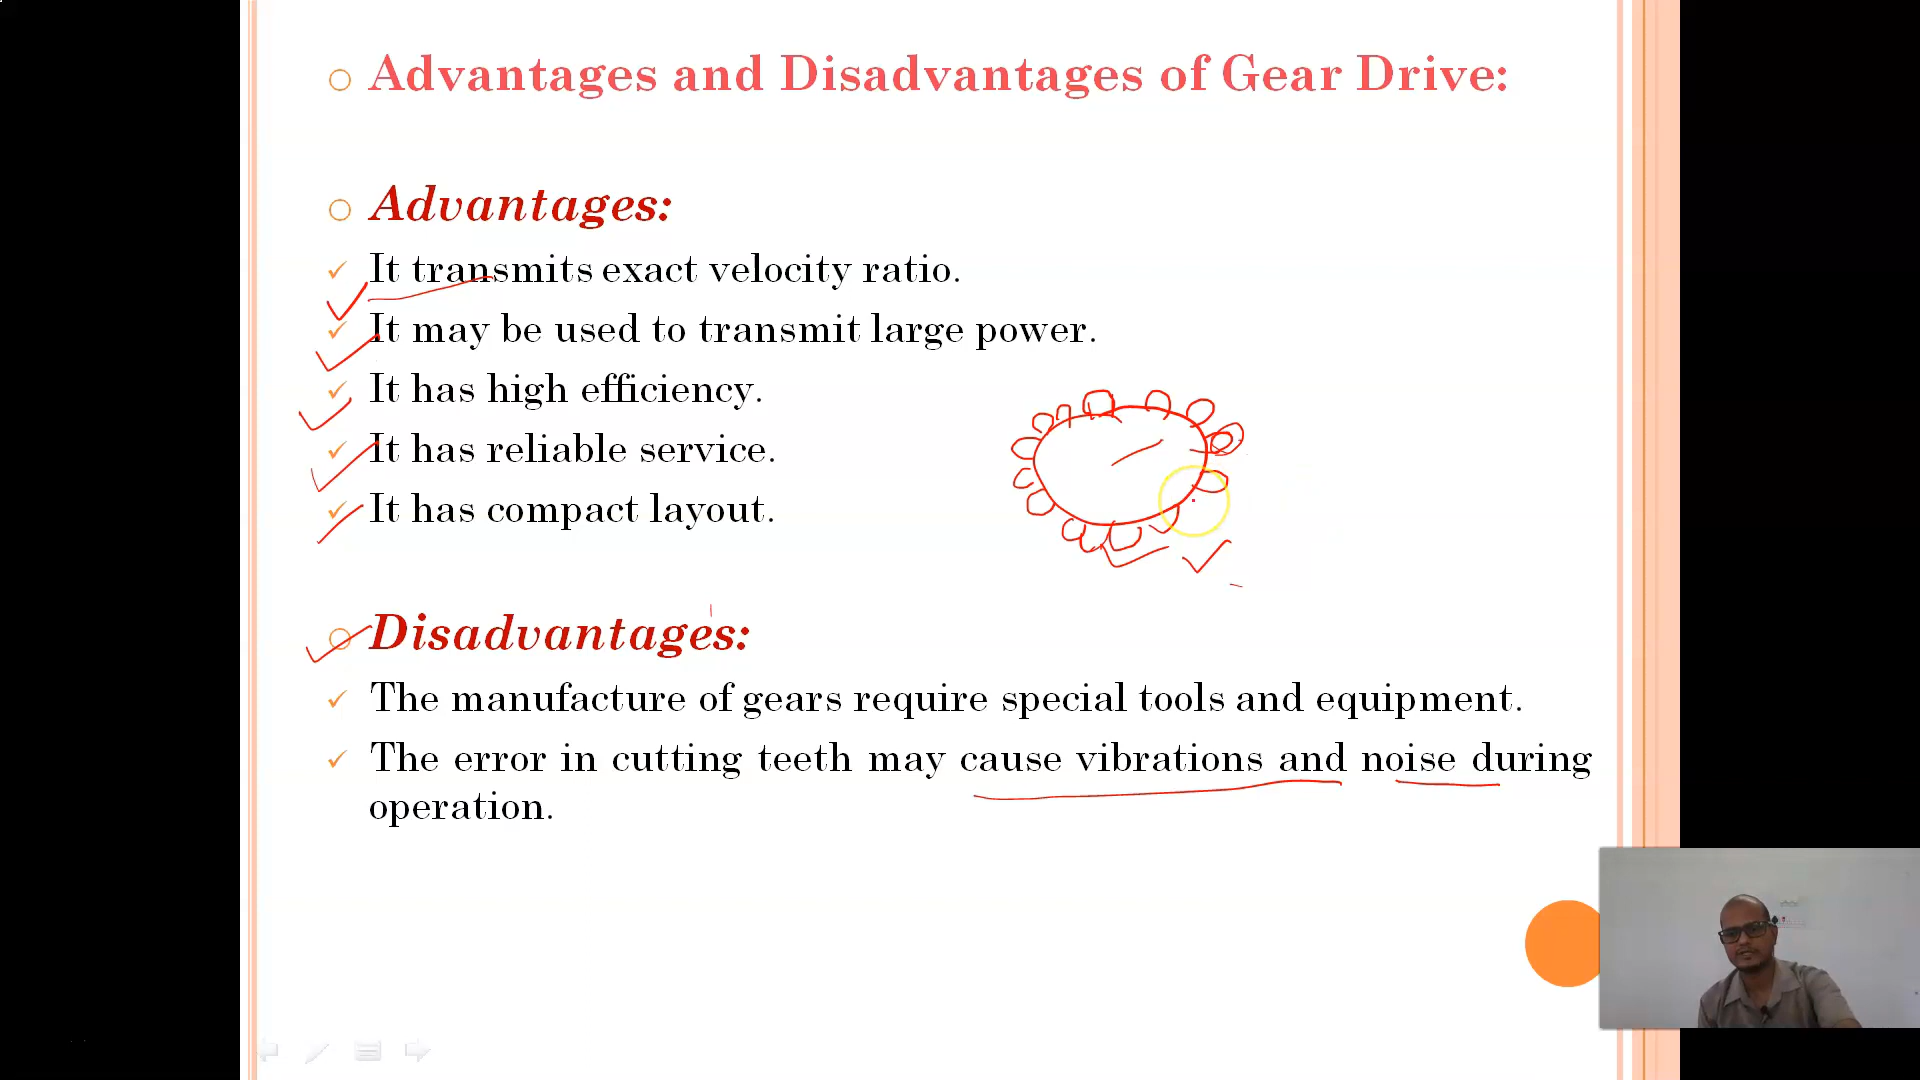 Advantages and Disadvantages of Gear Drive:
Advantages:
It transmits exact velocity ratio.
It may be used to transmit large power.
It has high efficiency.
It has reliable service.
It has compact layout.
Disadvantages:
The manufacture of gears require special tools and equipment.
The error in cutting teeth may cause vibrations and noise during
operation.